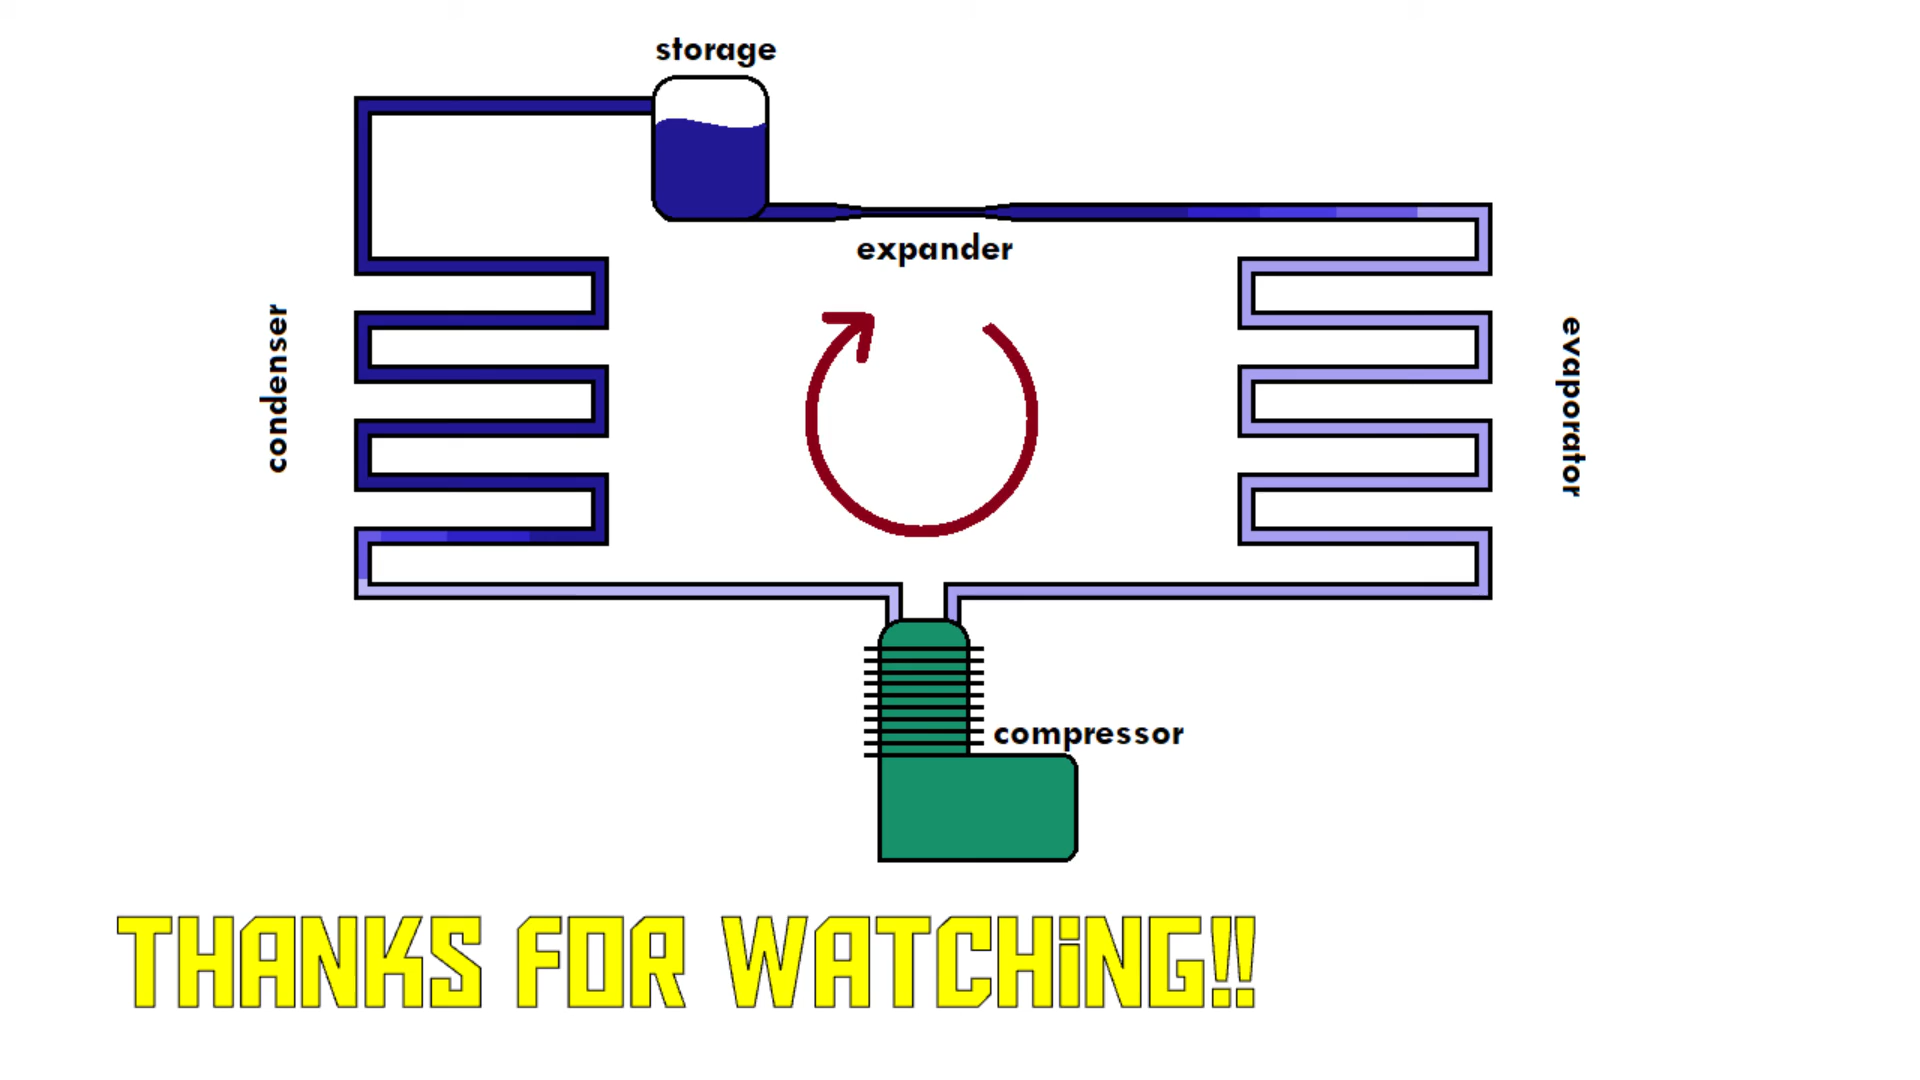 storage
expander
condenser
evaporator
compressor
THANKS FOR WATCHiNG!!